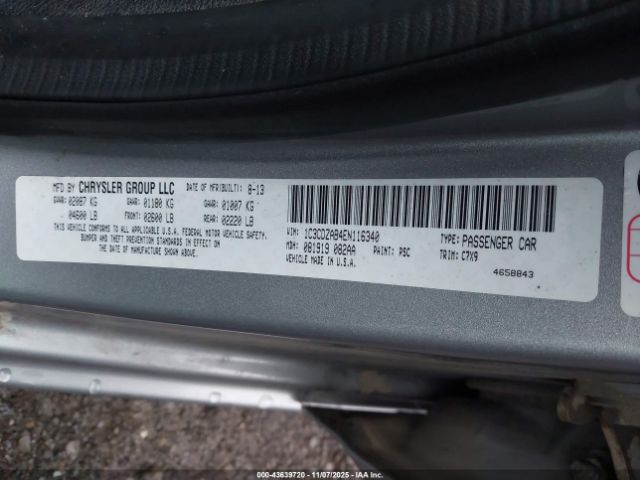 MFD BY CHRYSLER GROUP LLC DATE OF MFR(BUILT): 8-13
GVWR: 02087 KG GAWR: 01180 KG GAWR: 01007 KG
04600 LB FRONT: 02600 LB REAR: 02220 LB
THIS VEHICLE CONFORMS TO ALL APPLICABLE U.S.A. FEDERAL MOTOR VEHICLE SAFETY,
BUMPER AND THEFT PREVENTION STANDARDS IN EFFECT ON
THE DATE OF MANUFACTURE SHOWN ABOVE.
VIN: 1C3CDZAB4EN116340 TYPE: PASSENGER CAR
MDH: 081919 082AA PAINT: PSC TRIM: C7X9
VEHICLE MADE IN U.S.A.
4658843
000-43639720 - 11/07/2025 - IAAI.COM